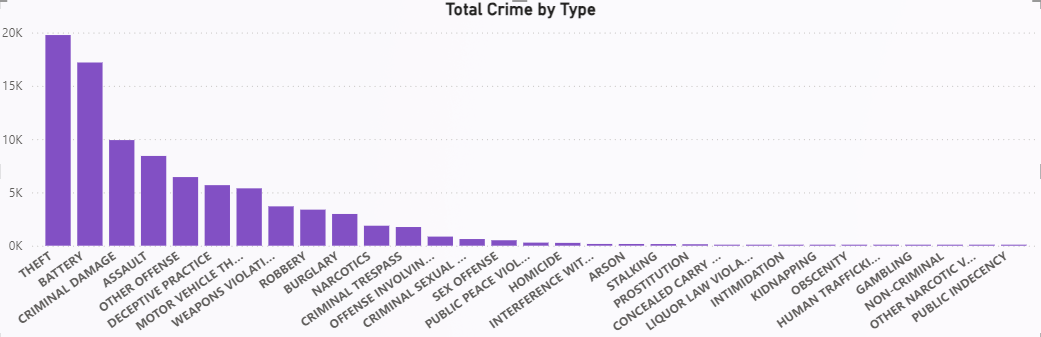 Total Crime by Type
20K
15K
10K
5K
0K
THEFT
BATTERY
CRIMINAL DAMAGE
ASSAULT
OTHER OFFENSE
DECEPTIVE PRACTICE
MOTOR VEHICLE TH...
WEAPONS VIOLATI...
ROBBERY
BURGLARY
NARCOTICS
CRIMINAL TRESPASS
OFFENSE INVOLVIN...
CRIMINAL SEXUAL ...
SEX OFFENSE
PUBLIC PEACE VIOL...
HOMICIDE
INTERFERENCE WIT...
ARSON
STALKING
PROSTITUTION
CONCEALED CARRY ...
LIQUOR LAW VIOLA...
INTIMIDATION
KIDNAPPING
OBSCENITY
HUMAN TRAFFICKI...
GAMBLING
NON-CRIMINAL
OTHER NARCOTIC V...
PUBLIC INDECENCY